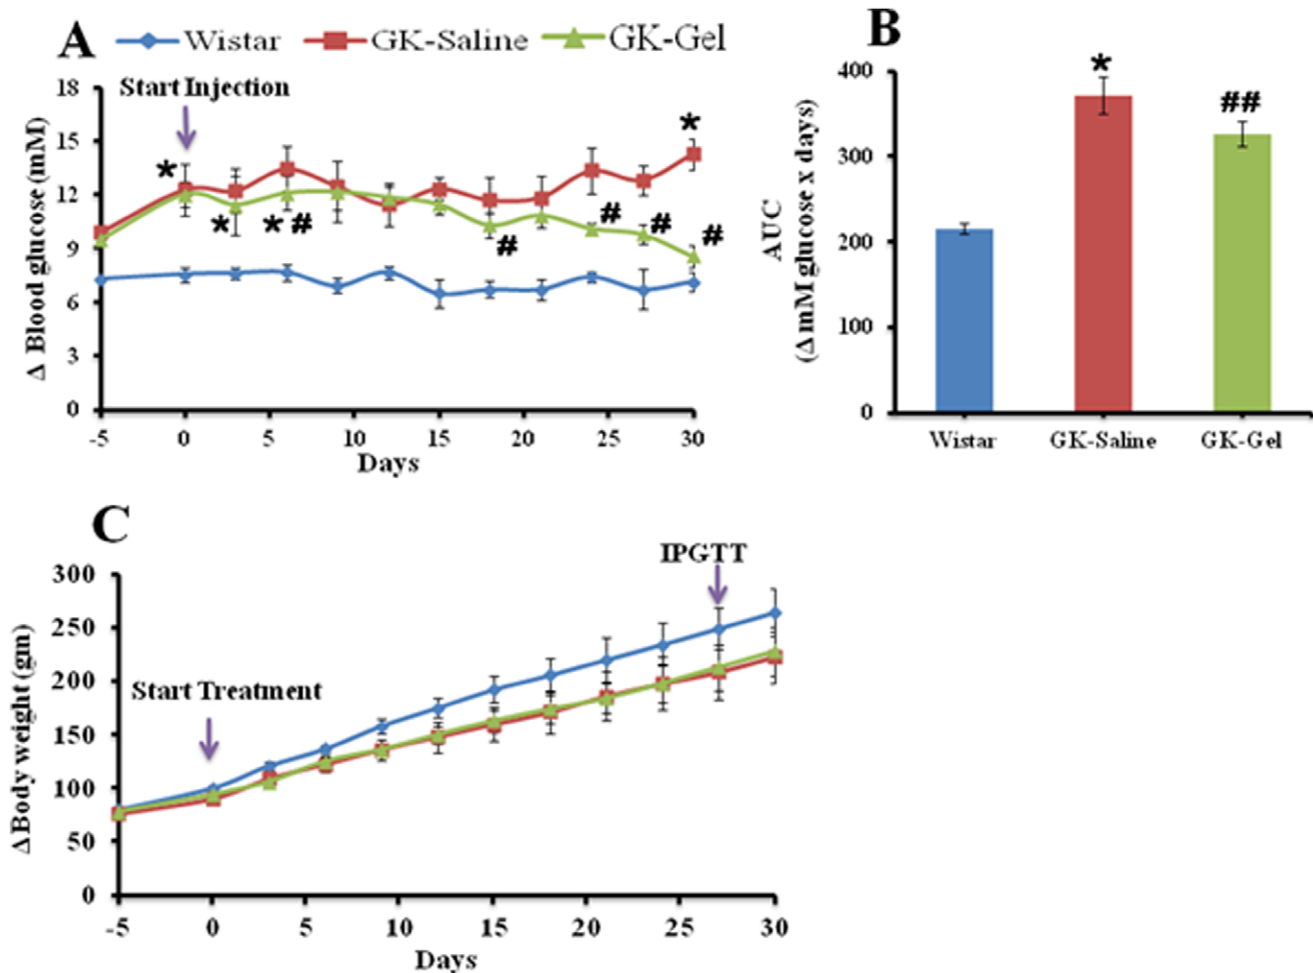 A
Wistar
GK-Saline
GK-Gel
Start Injection
Δ Blood glucose (mM)
18
15
12
9
6
3
0
*
* * #
#
#
#
*
#
-5 0 5 10 15 20 25 30
Days
B
AUC
(Δ mM glucose x days)
400
300
200
100
0
*
##
Wistar GK-Saline GK-Gel
C
IPGTT
Start Treatment
Δ Body weight (gm)
300
250
200
150
100
50
0
-5 0 5 10 15 20 25 30
Days